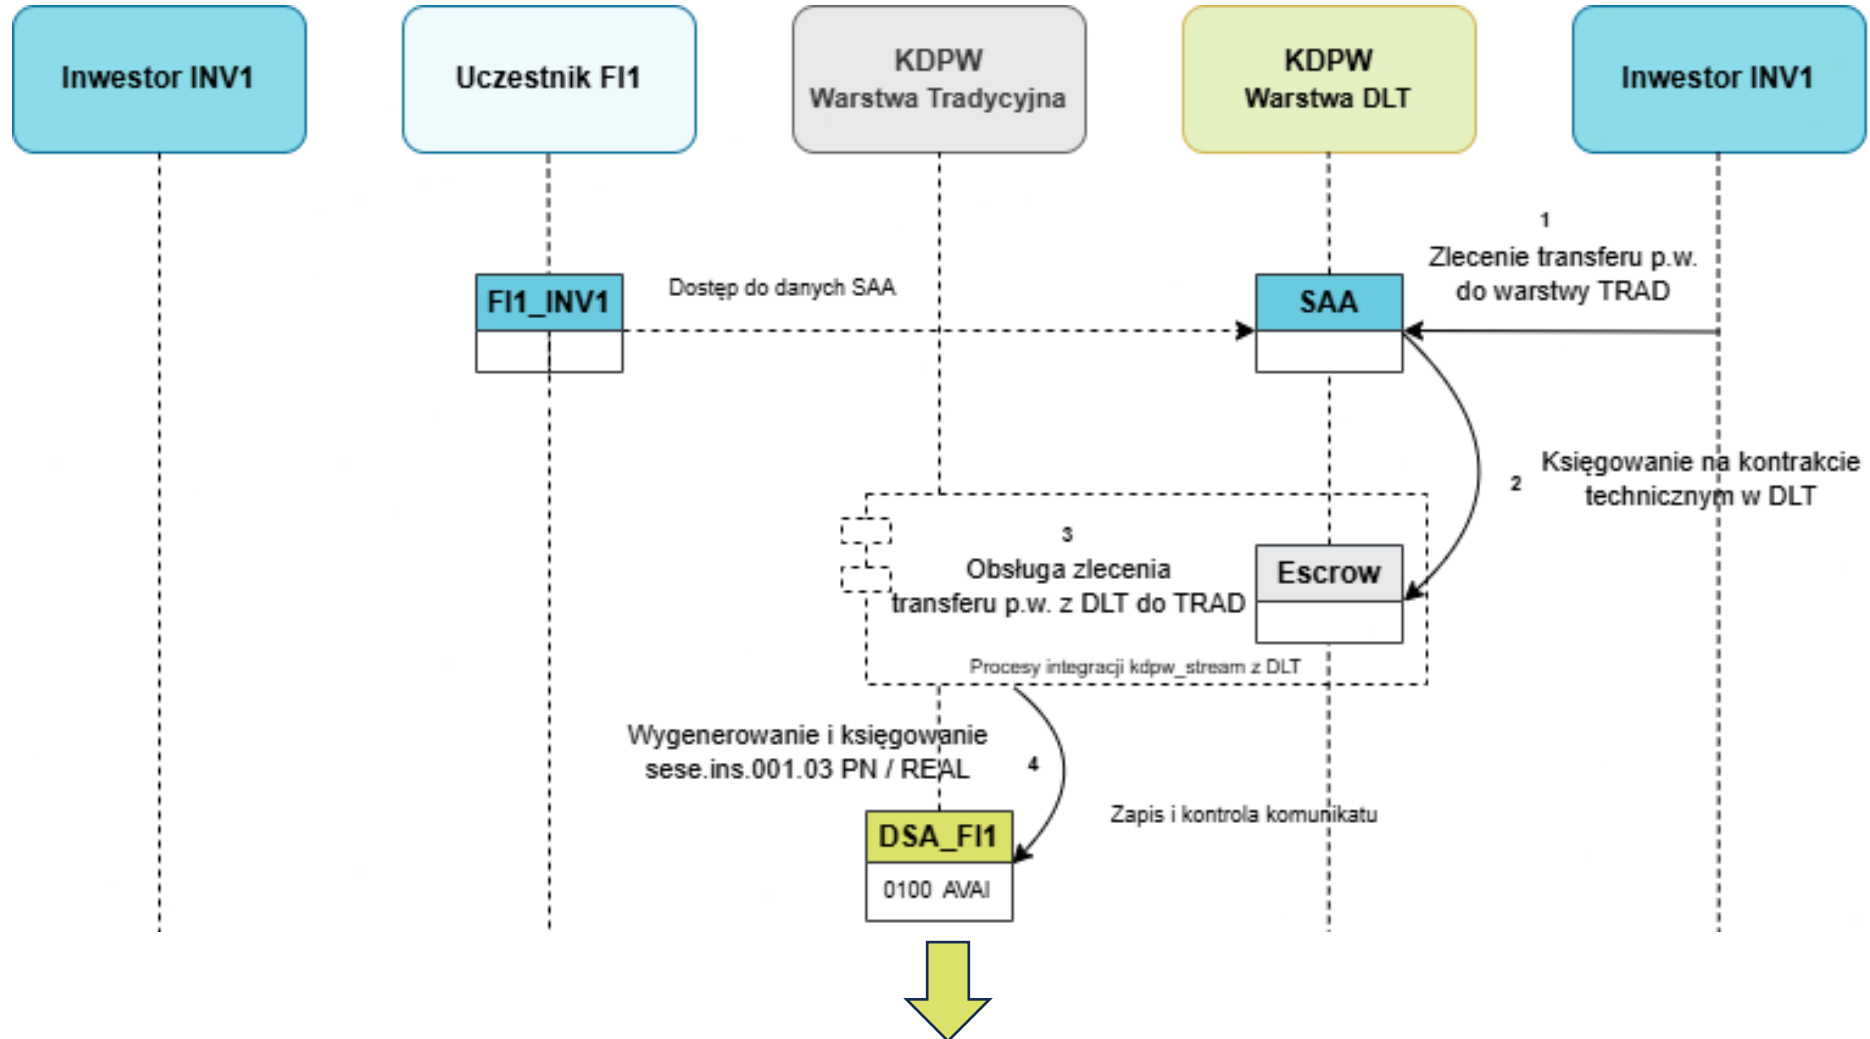 Inwestor INV1
Uczestnik FI1
KDPW
Warstwa Tradycyjna
KDPW
Warstwa DLT
Inwestor INV1
1
Zlecenie transferu p.w.
do warstwy TRAD
FI1_INV1
Dostęp do danych SAA
SAA
2
Księgowanie na kontrakcie
technicznym w DLT
3
Obsługa zlecenia
transferu p.w. z DLT do TRAD
Escrow
Procesy integracji kdpw_stream z DLT
Wygenerowanie i księgowanie
sese.ins.001.03 PN / REAL
4
Zapis i kontrola komunikatu
DSA_FI1
0100 AVAI